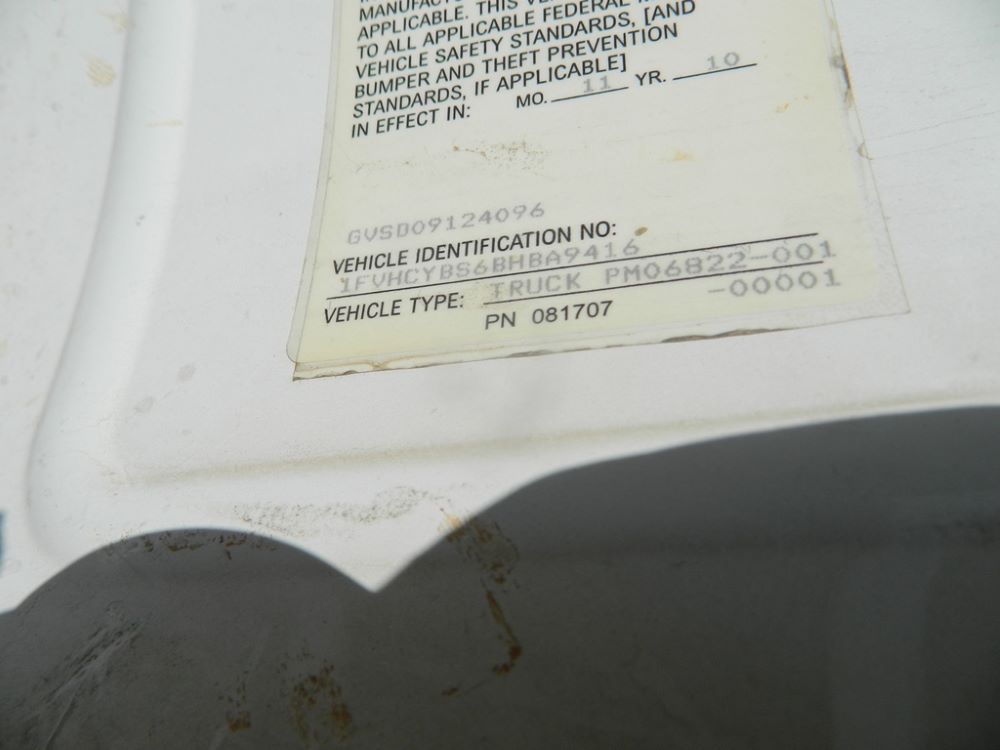 MANUFACT
APPLICABLE. THIS VE
TO ALL APPLICABLE FEDERAL
VEHICLE SAFETY STANDARDS, [AND
BUMPER AND THEFT PREVENTION
STANDARDS, IF APPLICABLE]
IN EFFECT IN: MO. 11 YR. 10
GVSD09124096
VEHICLE IDENTIFICATION NO:
1FVHCYBS6BHBA9416
VEHICLE TYPE: TRUCK PM06822-001
-00001
PN 081707